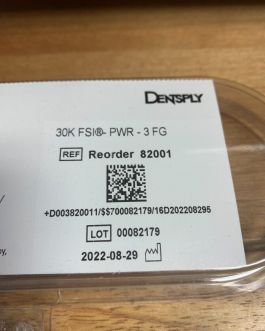 DENTSPLY
30K FSI®- PWR - 3 FG
REF Reorder 82001
+D003820011/$$700082179/16D202208295
LOT 00082179
2022-08-29